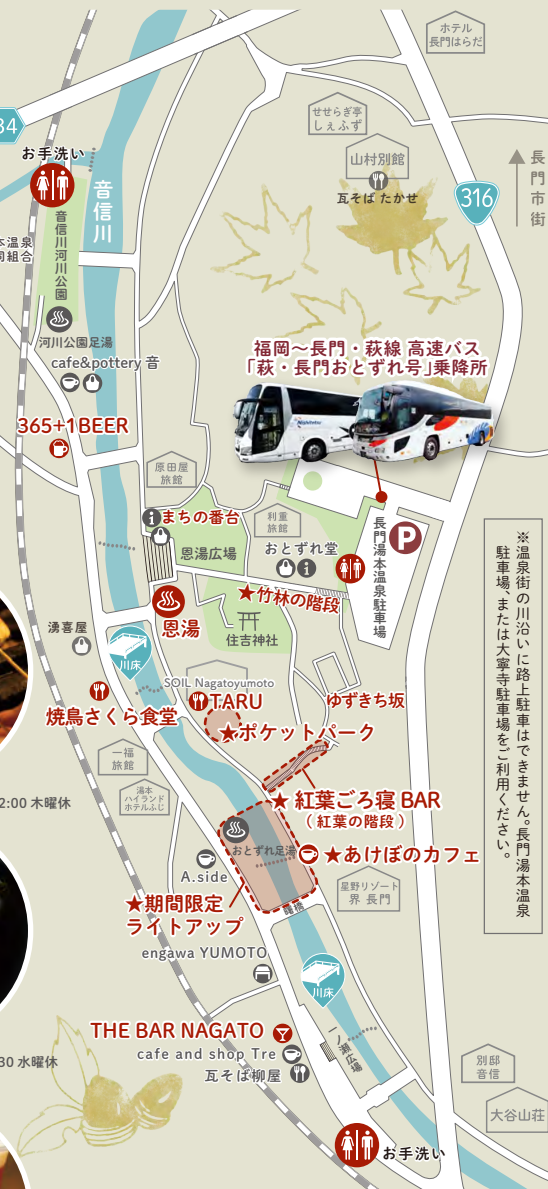 ホテル
長門はらだ
34
お手洗い
せせらぎ亭
しぇふず
山村別館
瓦そば たかせ
316
長門市街
音信川
音信川河川公園
本温泉
同組合
河川公園足湯
cafe&pottery 音
福岡〜長門・萩線 高速バス
「萩・長門おとずれ号」乗降所
365+1 BEER
原田屋
旅館
まちの番台
利重
旅館
恩湯広場
おとずれ堂
長門湯本温泉駐車場
P
※温泉街の川沿いに路上駐車はできません。長門湯本温泉
駐車場、または大寧寺駐車場をご利用ください。
★竹林の階段
恩湯
住吉神社
湧喜屋
川床
SOIL Nagatoyumoto
TARU
ゆずきち坂
焼鳥さくら食堂
★ポケットパーク
一福
旅館
湯本
ハイランド
ホテルふじ
2:00 木曜休
★紅葉ごろ寝 BAR
（紅葉の階段）
おとずれ足湯
★あけぼのカフェ
A.side
星野リゾート
界 長門
★期間限定
ライトアップ
曙橋
engawa YUMOTO
川床
THE BAR NAGATO
cafe and shop Tre
瓦そば柳屋
一ノ瀬広場
30 水曜休
別邸
音信
大谷山荘
お手洗い